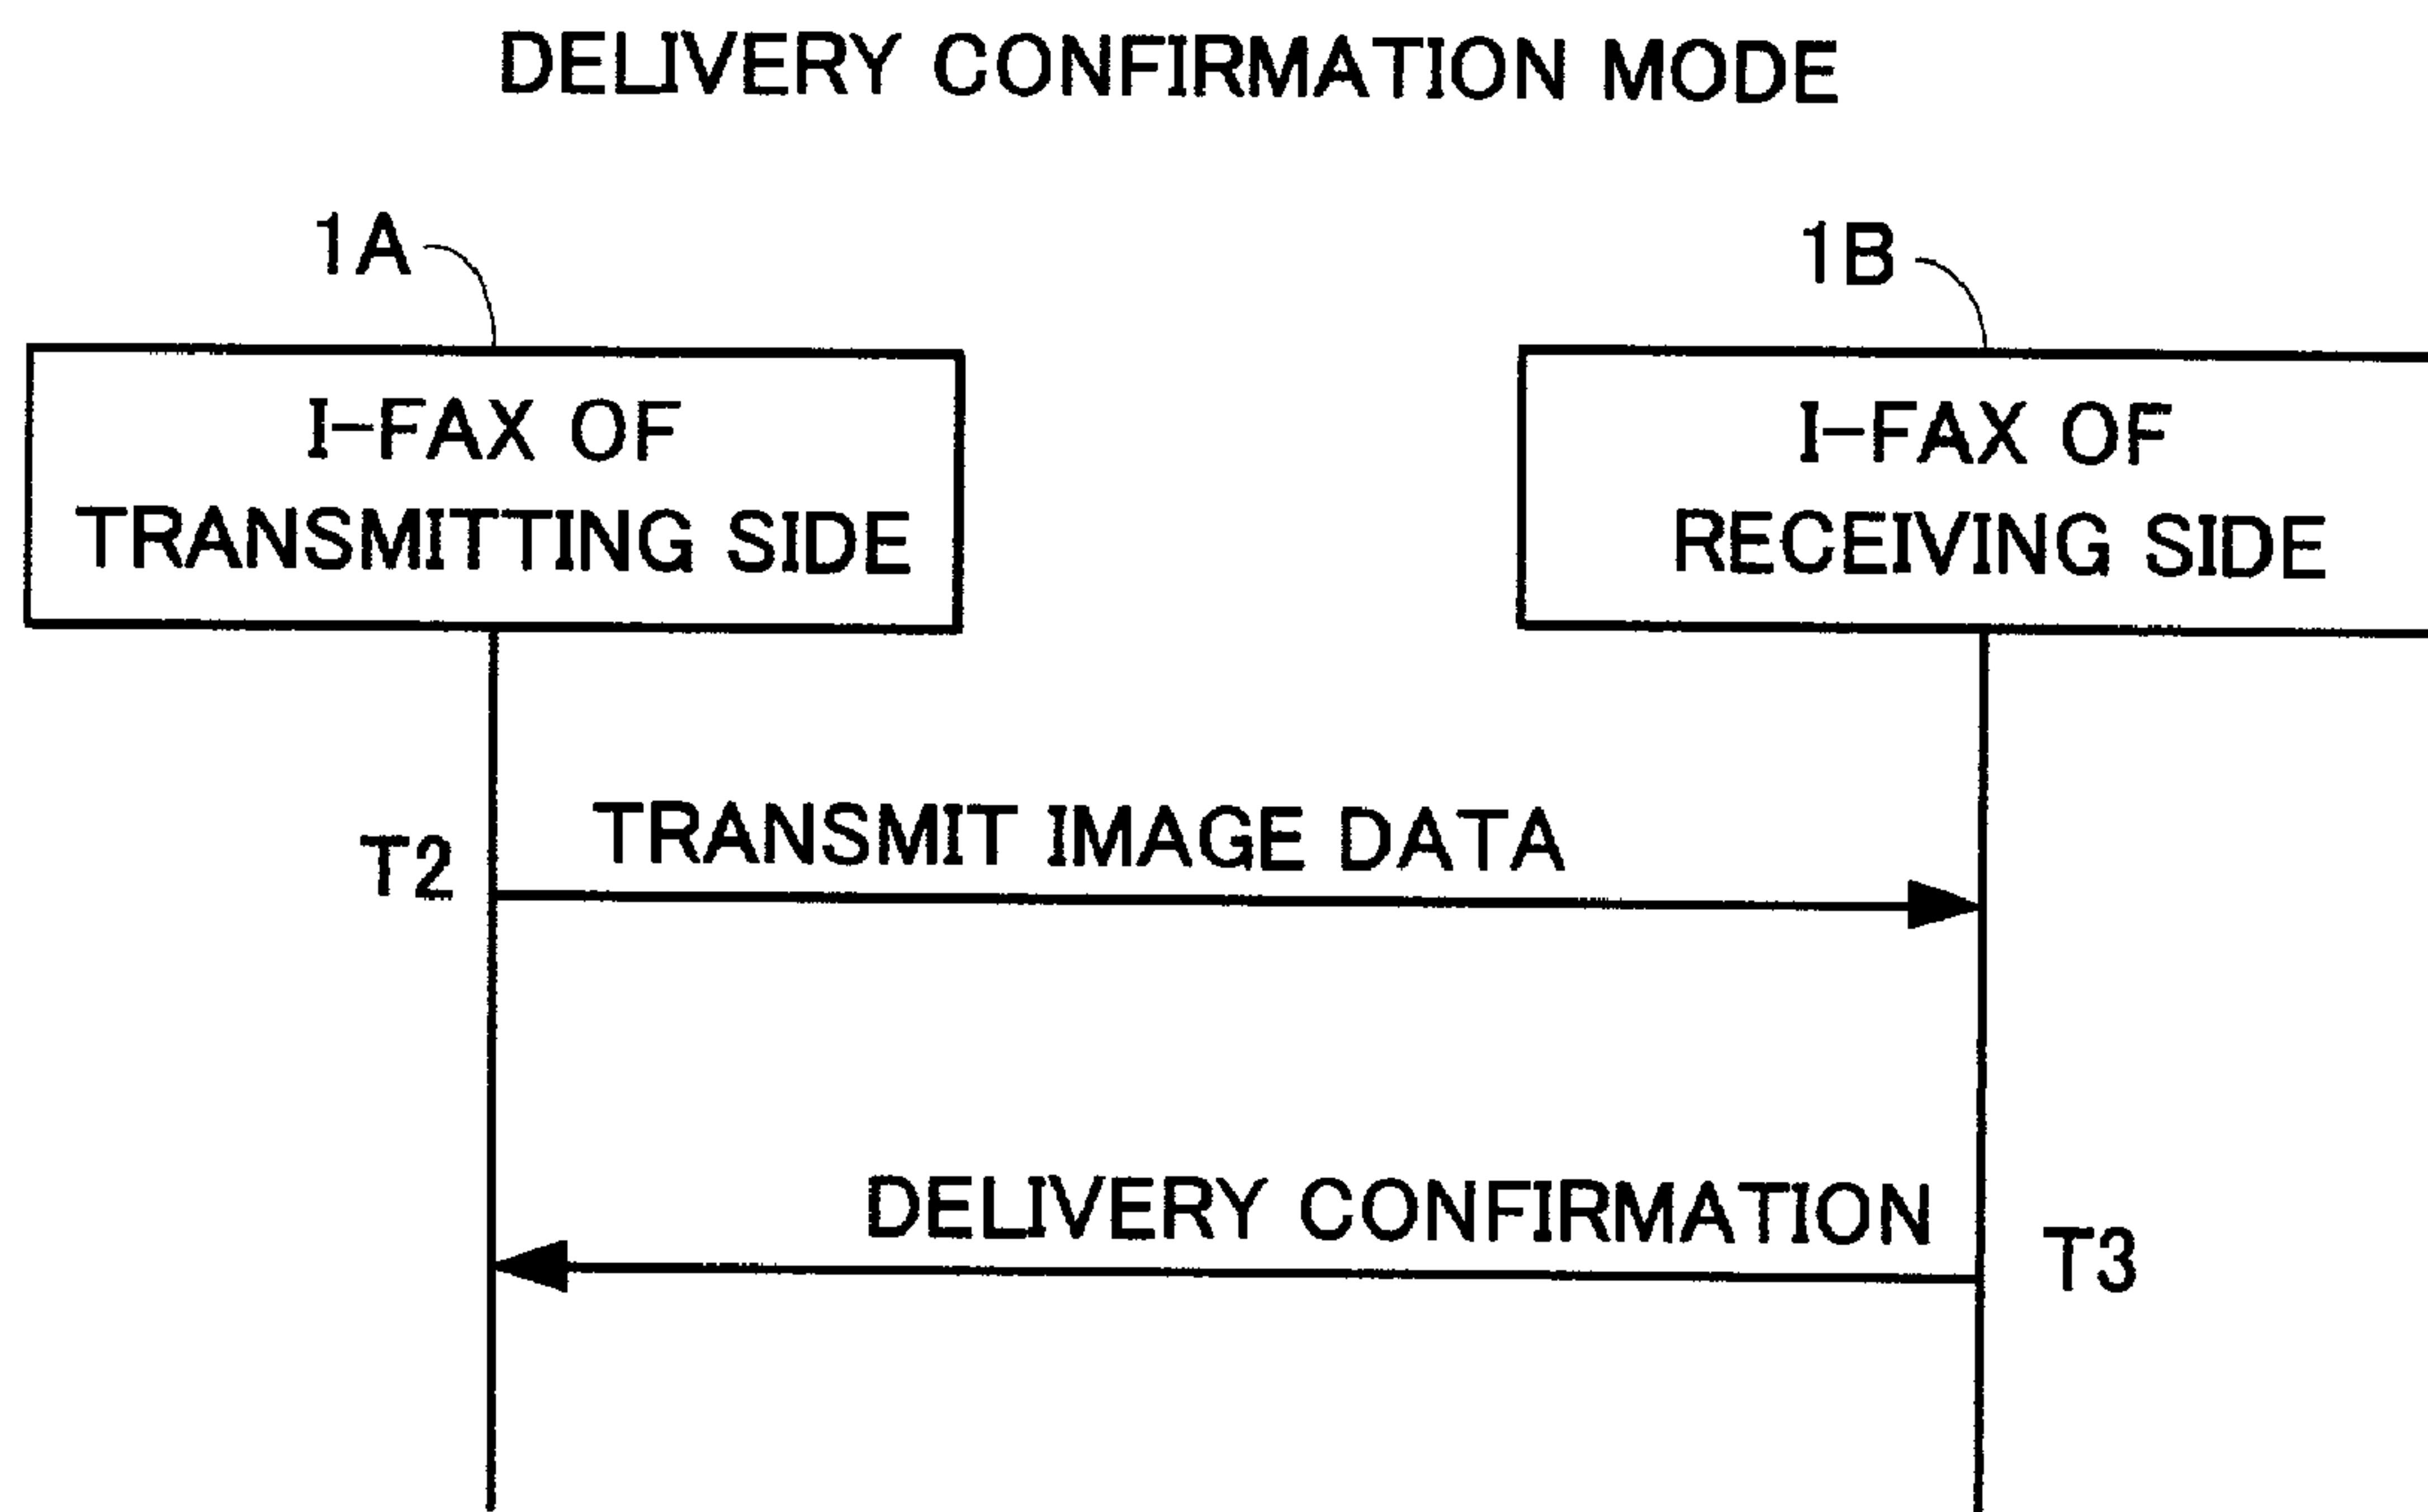 DELIVERY CONFIRMATION MODE
1A
1B
I-FAX OF
TRANSMITTING SIDE
I-FAX OF
RECEIVING SIDE
T2
TRANSMIT IMAGE DATA
DELIVERY CONFIRMATION
T3